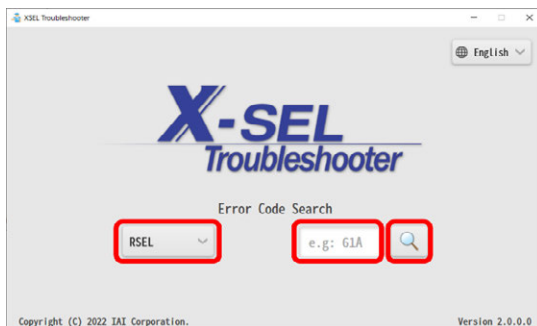 XSEL Troubleshooter
English
X-SEL
Troubleshooter
Error Code Search
RSEL
e.g: G1A
Copyright (C) 2022 IAI Corporation.
Version 2.0.0.0